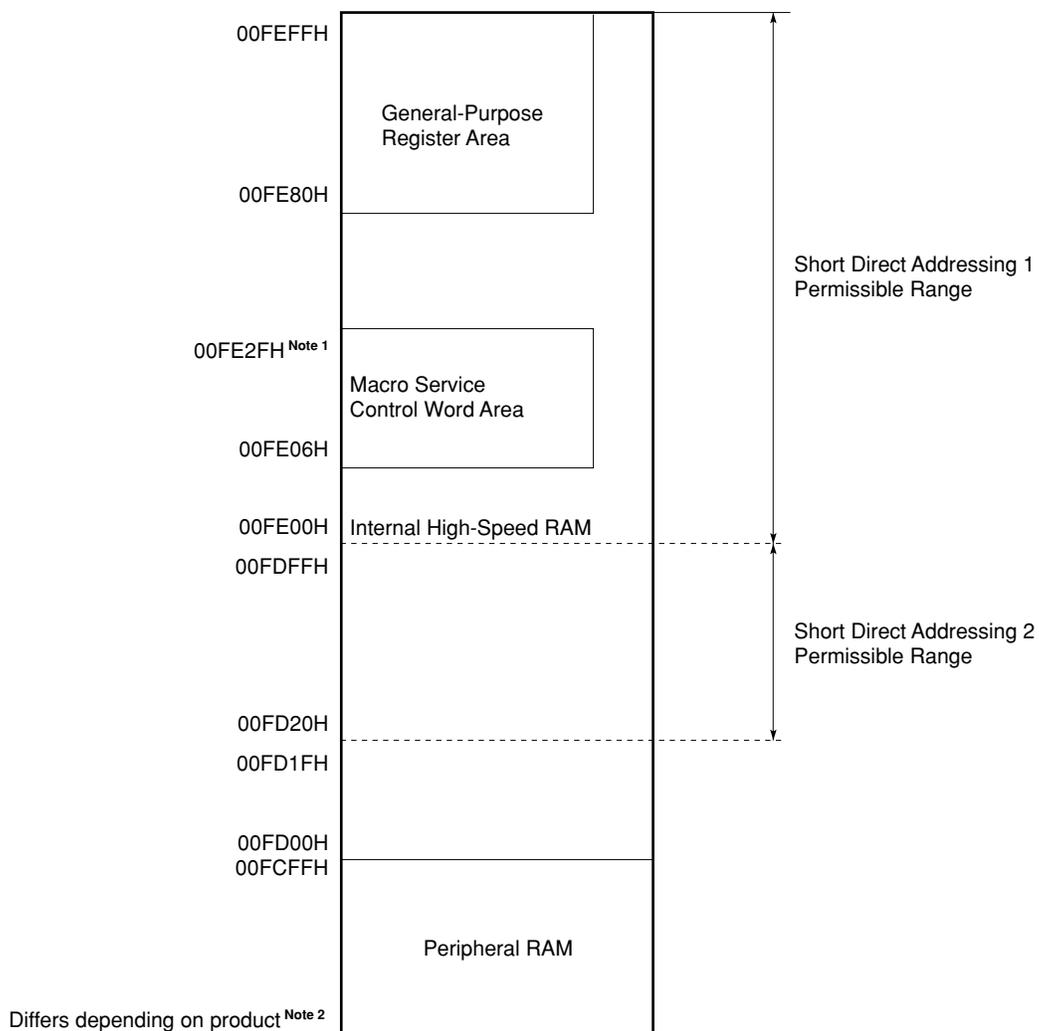 00FEFFH
General-Purpose
Register Area
00FE80H
Short Direct Addressing 1
Permissible Range
00FE2FH Note 1
Macro Service
Control Word Area
00FE06H
00FE00H
Internal High-Speed RAM
00FDFFH
Short Direct Addressing 2
Permissible Range
00FD20H
00FD1FH
00FD00H
00FCFFH
Peripheral RAM
Differs depending on product Note 2